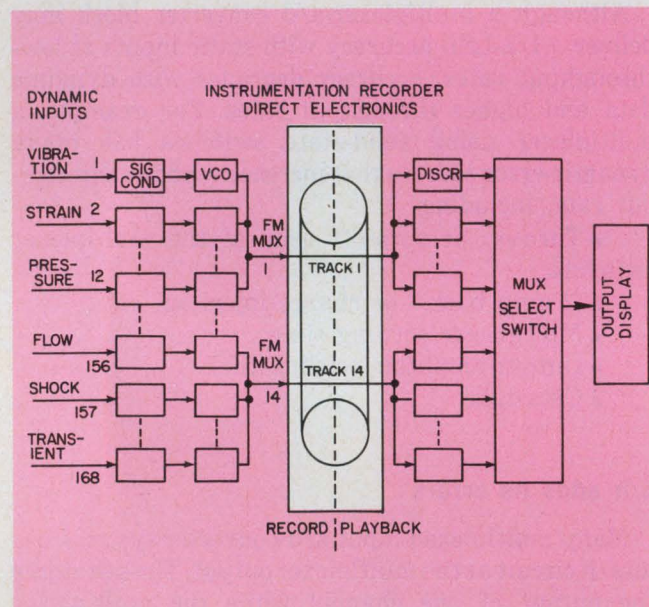 INSTRUMENTATION RECORDER
DIRECT ELECTRONICS
DYNAMIC
INPUTS
VIBRA-
TION 1
SIG
COND
VCO
STRAIN 2
PRES-
SURE 12
FLOW
156
SHOCK
157
TRAN-
SIENT
168
FM
MUX
1
TRACK 1
FM
MUX
14
TRACK 14
DISCR
MUX
SELECT
SWITCH
OUTPUT
DISPLAY
RECORD PLAYBACK